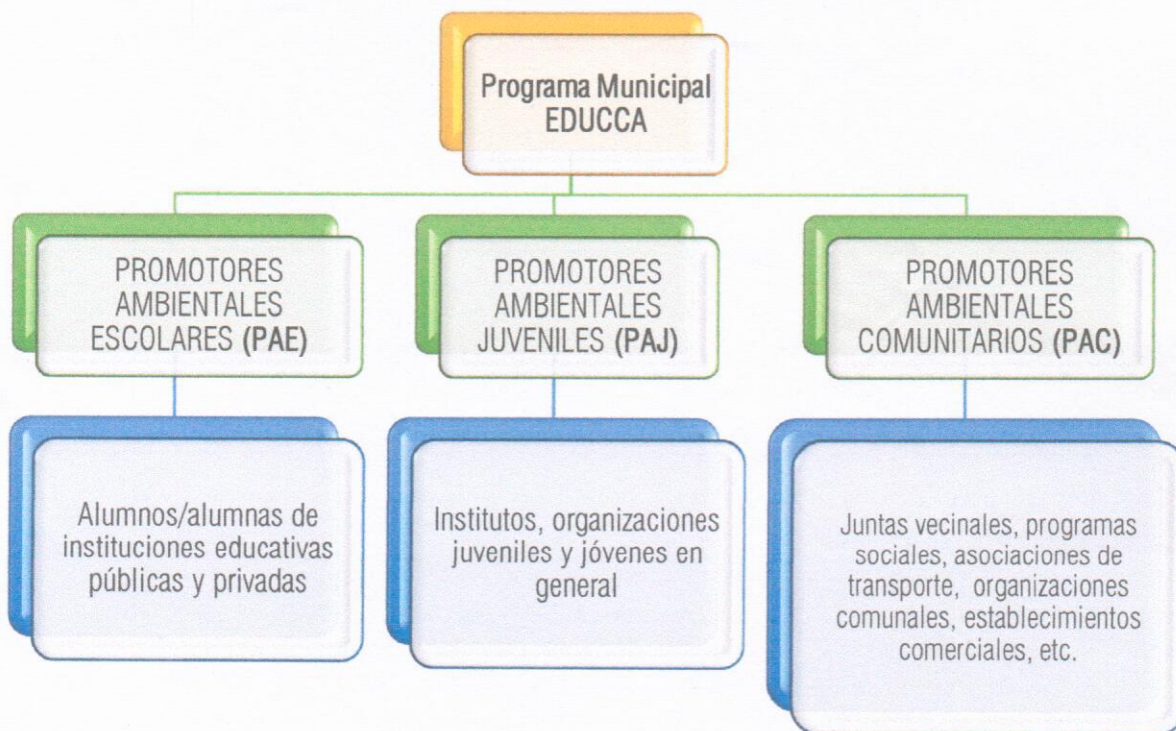 Programa Municipal
EDUCCA
PROMOTORES
AMBIENTALES
ESCOLARES (PAE)
PROMOTORES
AMBIENTALES
JUVENILES (PAJ)
PROMOTORES
AMBIENTALES
COMUNITARIOS (PAC)
Alumnos/alumnas de
instituciones educativas
públicas y privadas
Institutos, organizaciones
juveniles y jóvenes en
general
Juntas vecinales, programas
sociales, asociaciones de
transporte, organizaciones
comunales, establecimientos
comerciales, etc.